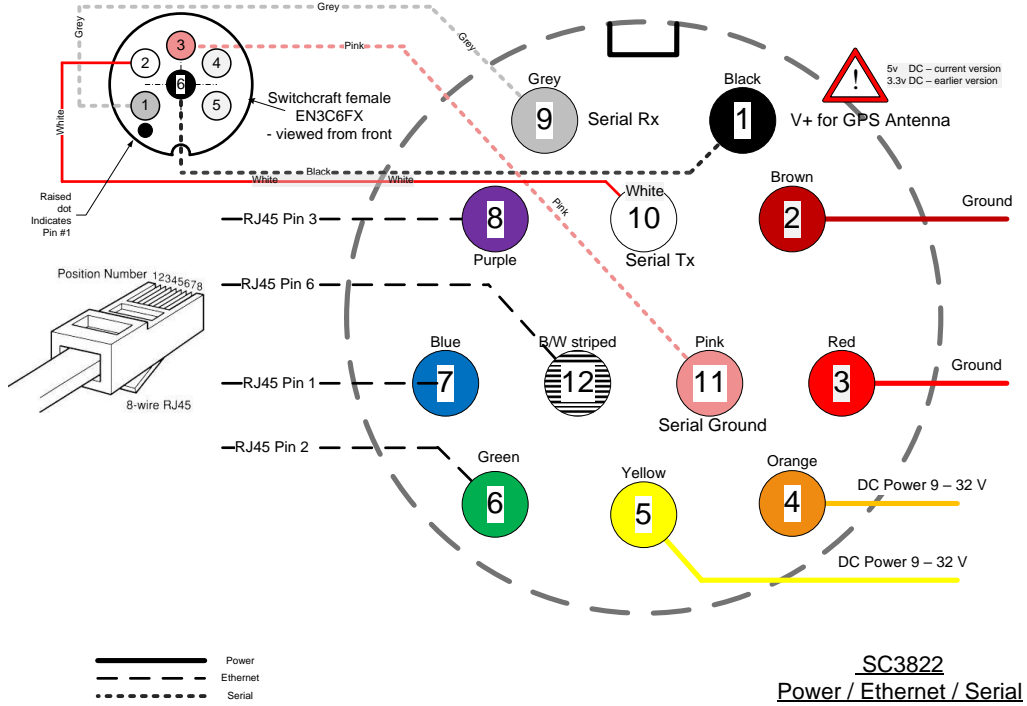 Grey
Grey
Pink
Grey
3
2
4
6
1
5
White
Switchcraft female
EN3C6FX
- viewed from front
Raised
dot
Indicates
Pin #1
Black
White
White
Pink
Grey
9
Serial Rx
Black
1
V+ for GPS Antenna
!
5v DC – current version
3.3v DC – earlier version
RJ45 Pin 3
8
Purple
White
10
Serial Tx
Brown
2
Ground
RJ45 Pin 6
Position Number 12345678
8-wire RJ45
RJ45 Pin 1
Blue
7
B/W striped
12
Pink
11
Serial Ground
Red
3
Ground
RJ45 Pin 2
Green
6
Yellow
5
Orange
4
DC Power 9 – 32 V
DC Power 9 – 32 V
Power
Ethernet
Serial
SC3822
Power / Ethernet / Serial